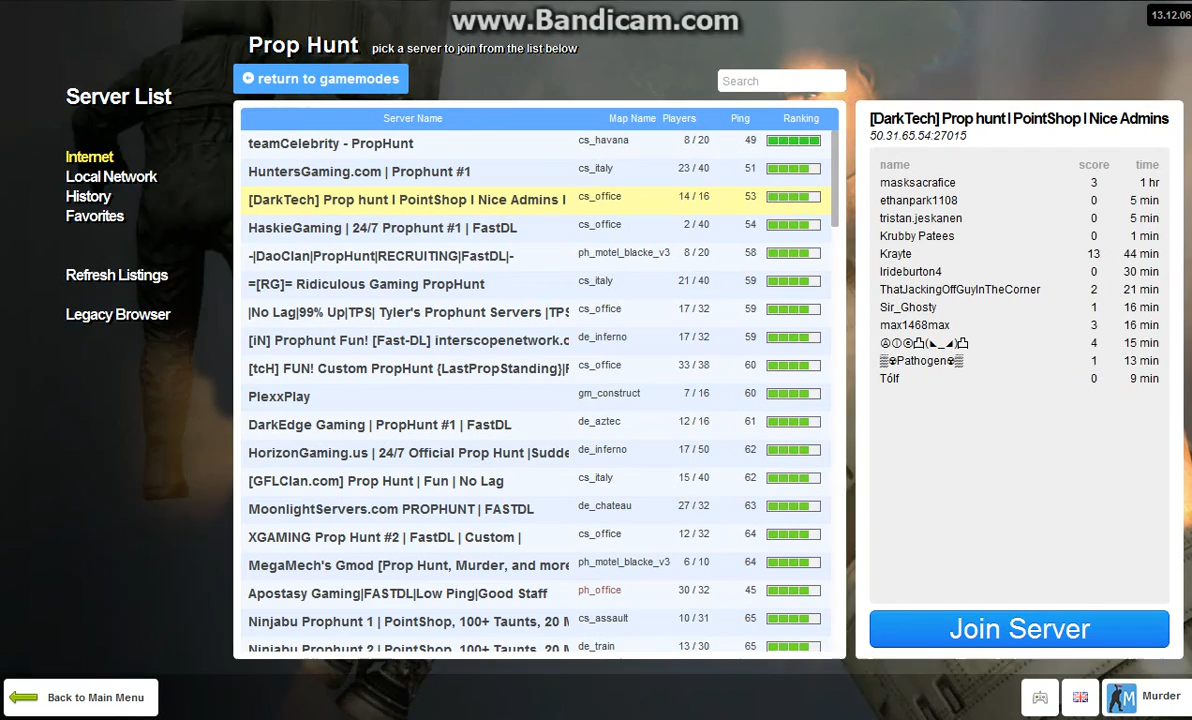 www.Bandicam.com
13.12.06
Prop Hunt pick a server to join from the list below
return to gamemodes
Search
Server List
Internet
Local Network
History
Favorites
Refresh Listings
Legacy Browser
Server Name Map Name Players Ping Ranking
teamCelebrity - PropHunt cs_havana 8 / 20 49
HuntersGaming.com | Prophunt #1 cs_italy 23 / 40 51
[DarkTech] Prop hunt l PointShop l Nice Admins l cs_office 14 / 16 53
HaskieGaming | 24/7 Prophunt #1 | FastDL cs_office 2 / 40 54
-|DaoClan|PropHunt|RECRUITING|FastDL|- ph_motel_blacke_v3 8 / 20 58
=[RG]= Ridiculous Gaming PropHunt cs_italy 21 / 40 59
|No Lag|99% Up|TPS| Tyler's Prophunt Servers |TPS cs_office 17 / 32 59
[iN] Prophunt Fun! [Fast-DL] interscopenetwork.c de_inferno 17 / 32 59
[tcH] FUN! Custom PropHunt {LastPropStanding}|F cs_office 33 / 38 60
PlexxPlay gm_construct 7 / 16 60
DarkEdge Gaming | PropHunt #1 | FastDL de_aztec 12 / 16 61
HorizonGaming.us | 24/7 Official Prop Hunt |Sudde de_inferno 17 / 50 62
[GFLClan.com] Prop Hunt | Fun | No Lag cs_italy 15 / 40 62
MoonlightServers.com PROPHUNT | FASTDL de_chateau 27 / 32 63
XGAMING Prop Hunt #2 | FastDL | Custom | cs_office 12 / 32 64
MegaMech's Gmod [Prop Hunt, Murder, and more ph_motel_blacke_v3 6 / 10 64
Apostasy Gaming|FASTDL|Low Ping|Good Staff ph_office 30 / 32 45
Ninjabu Prophunt 1 | PointShop, 100+ Taunts, 20 M cs_assault 10 / 31 65
Ninjabu Prophunt 2 | PointShop, 100+ Taunts, 20 M de_train 13 / 30 65
[DarkTech] Prop hunt l PointShop l Nice Admins
50.31.65.54:27015
name score time
masksacrafice 3 1 hr
ethanpark1108 0 5 min
tristan.jeskanen 0 5 min
Krubby Patees 0 1 min
Krayte 13 44 min
Irideburton4 0 30 min
ThatJackingOffGuyInTheCorner 2 21 min
Sir_Ghosty 1 16 min
max1468max 3 16 min
4 15 min
▒☢Pathogen☢▒ 1 13 min
Tólf 0 9 min
Join Server
Back to Main Menu
M Murder